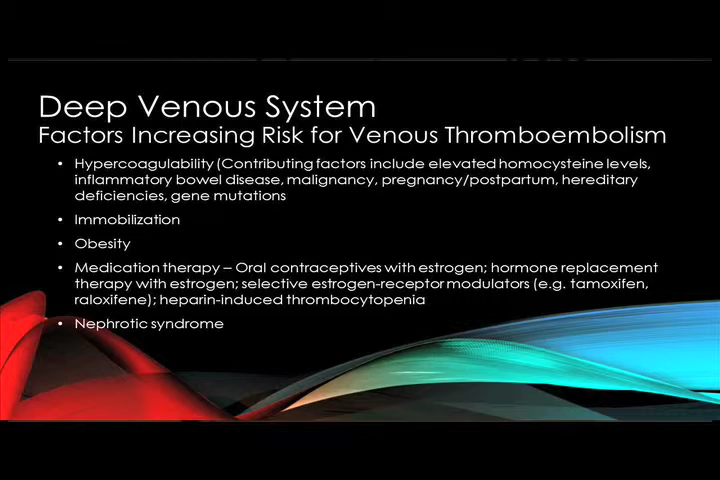 Deep Venous System
Factors Increasing Risk for Venous Thromboembolism
• Hypercoagulability (Contributing factors include elevated homocysteine levels,
inflammatory bowel disease, malignancy, pregnancy/postpartum, hereditary
deficiencies, gene mutations
• Immobilization
• Obesity
• Medication therapy – Oral contraceptives with estrogen; hormone replacement
therapy with estrogen; selective estrogen-receptor modulators (e.g. tamoxifen,
raloxifene); heparin-induced thrombocytopenia
• Nephrotic syndrome